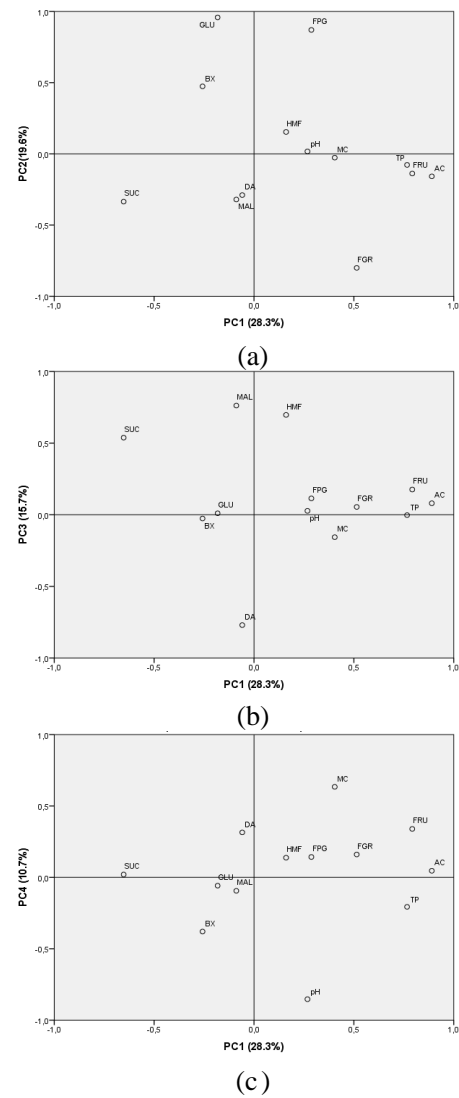 1,0
GLU
FPG
BX
0,5
HMF
pH
MC
0,0
TP
FRU
AC
DA
SUC
MAL
-0,5
FGR
-1,0
-1,0
-0,5
0,0
0,5
1,0
PC2(19.6%)
PC1 (28.3%)
(a)
1,0
MAL
HMF
SUC
0,5
FPG
FGR
FRU
AC
GLU
0,0
BX
pH
TP
MC
-0,5
DA
-1,0
-1,0
-0,5
0,0
0,5
1,0
PC3 (15.7%)
PC1 (28.3%)
(b)
1,0
MC
0,5
DA
FRU
HMF
FPG
FGR
SUC
AC
0,0
GLU
MAL
TP
BX
-0,5
pH
-1,0
-1,0
-0,5
0,0
0,5
1,0
PC4 (10.7%)
PC1 (28.3%)
(c)